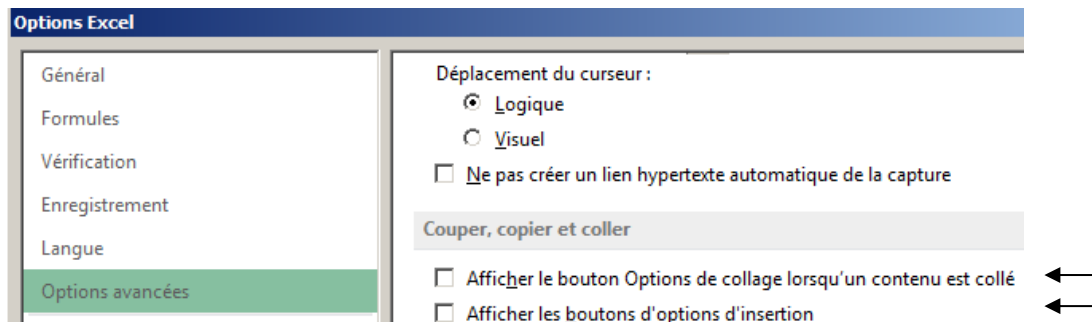 Options Excel
Général
Formules
Vérification
Enregistrement
Langue
Options avancées
Déplacement du curseur :
Logique
Visuel
Ne pas créer un lien hypertexte automatique de la capture
Couper, copier et coller
Afficher le bouton Options de collage lorsqu'un contenu est collé
Afficher les boutons d'options d'insertion